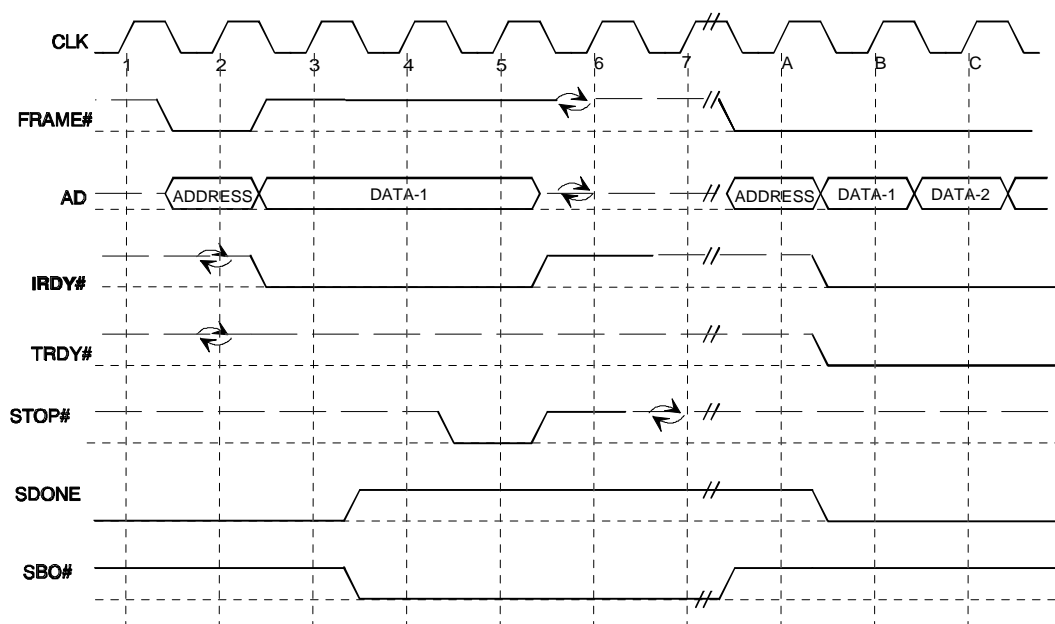 CLK
1 2 3 4 5 6 7 A B C
FRAME#
AD ADDRESS DATA-1 ADDRESS DATA-1 DATA-2
IRDY#
TRDY#
STOP#
SDONE
SBO#